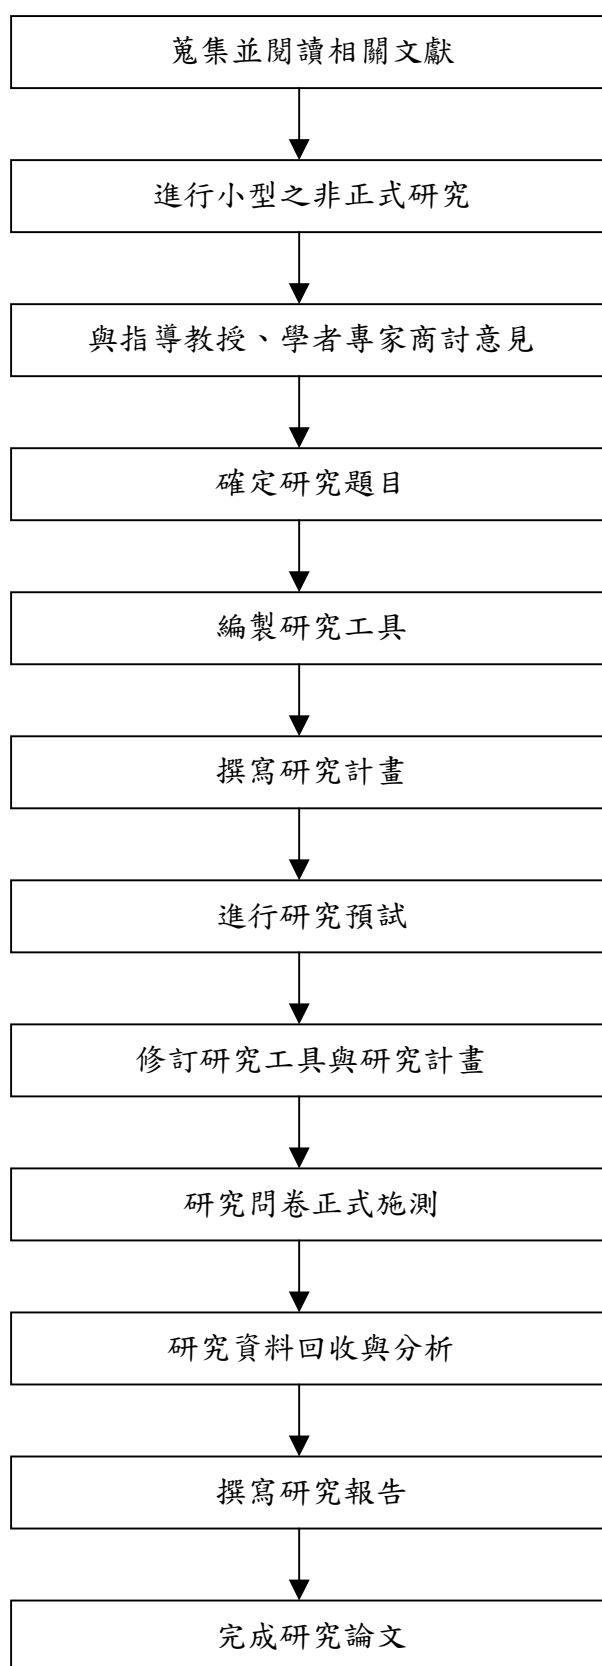 蒐集並閱讀相關文獻
進行小型之非正式研究
與指導教授、學者專家商討意見
確定研究題目
編製研究工具
撰寫研究計畫
進行研究預試
修訂研究工具與研究計畫
研究問卷正式施測
研究資料回收與分析
撰寫研究報告
完成研究論文